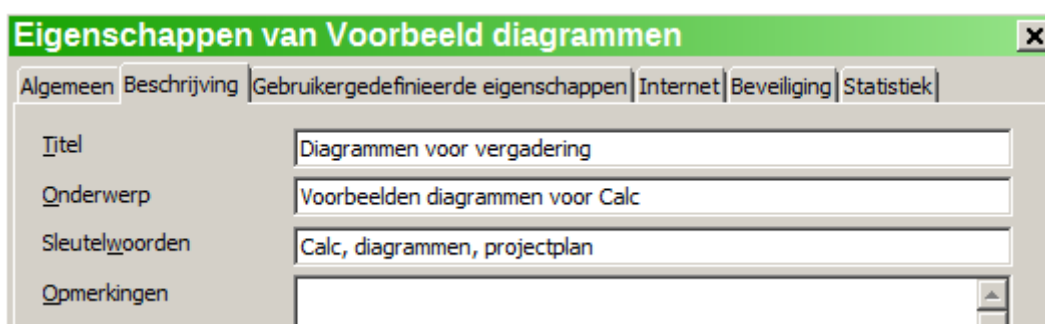 Eigenschappen van Voorbeeld diagrammen
Algemeen Beschrijving Gebruikergedefinieerde eigenschappen Internet Beveiliging Statistiek
Titel Diagrammen voor vergadering
Onderwerp Voorbeelden diagrammen voor Calc
Sleutelwoorden Calc, diagrammen, projectplan
Opmerkingen